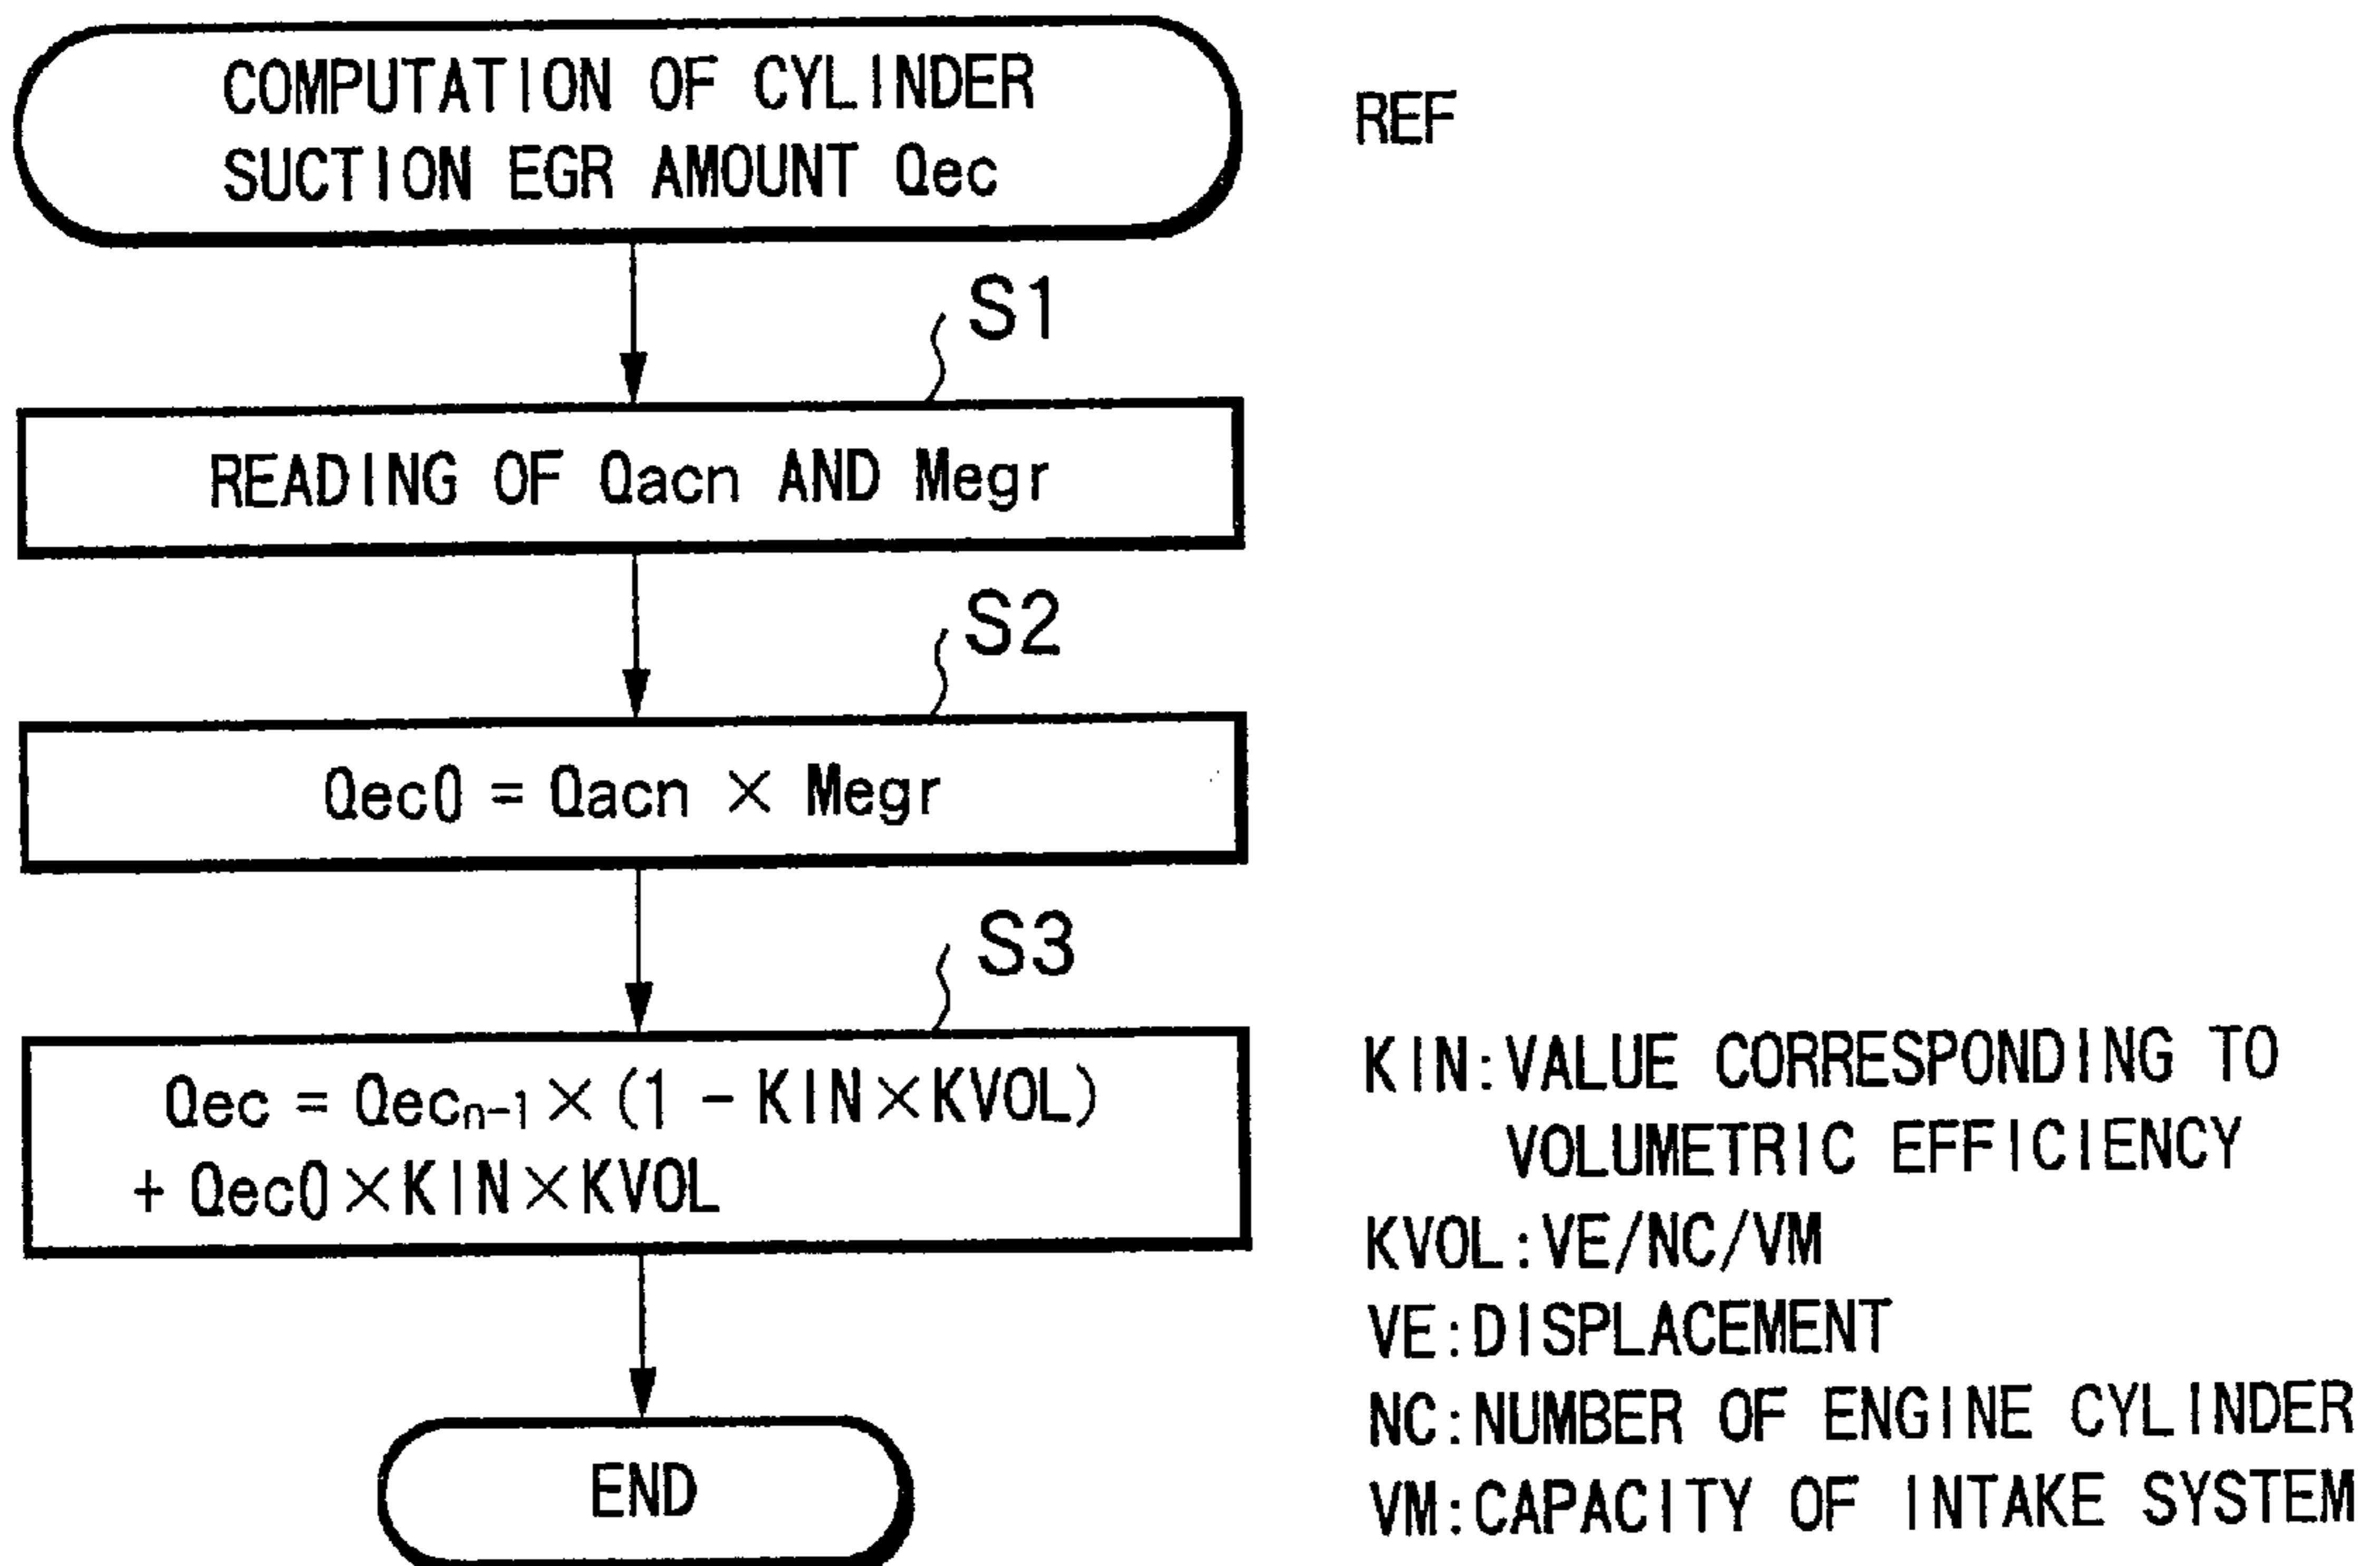 COMPUTATION OF CYLINDER
SUCTION EGR AMOUNT Qec
REF
S1
READING OF Qacn AND Megr
S2
Qec0 = Qacn × Megr
S3
Qec = Qecₙ₋₁ × (1 - KIN × KVOL)
+ Qec0 × KIN × KVOL
KIN:VALUE CORRESPONDING TO
VOLUMETRIC EFFICIENCY
KVOL:VE/NC/VM
VE:DISPLACEMENT
NC:NUMBER OF ENGINE CYLINDER
VM:CAPACITY OF INTAKE SYSTEM
END